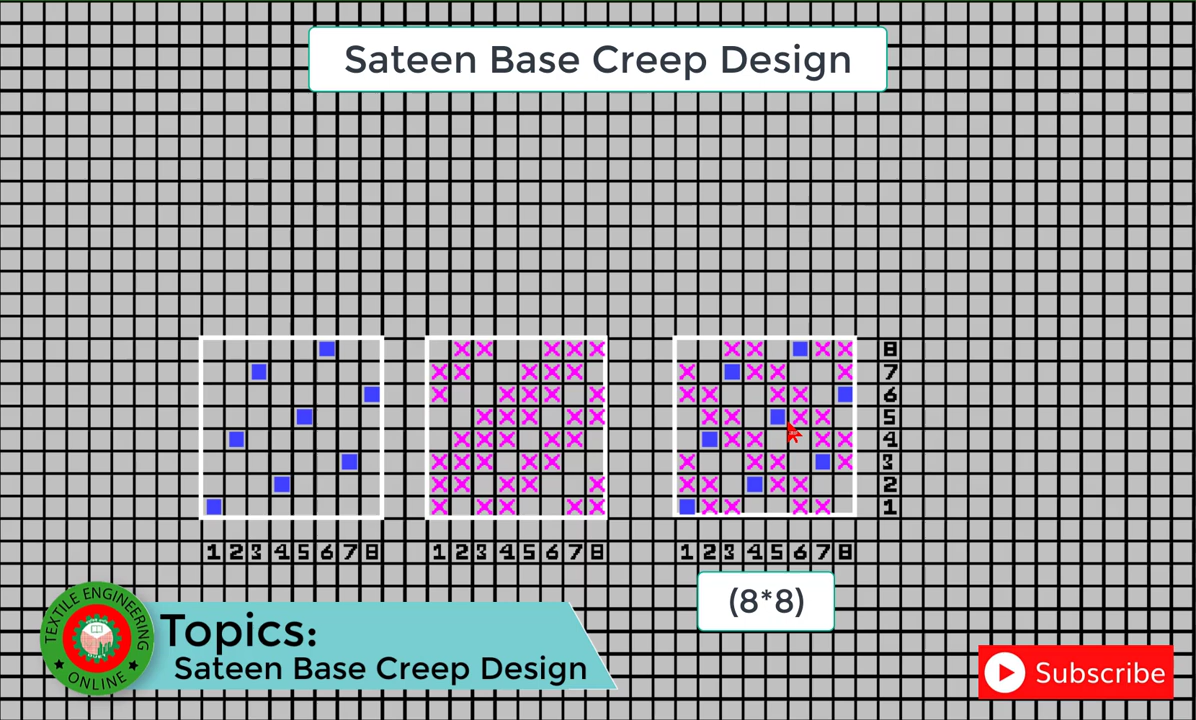 Sateen Base Creep Design
8
7
6
5
4
3
2
1
1 2 3 4 5 6 7 8
1 2 3 4 5 6 7 8
1 2 3 4 5 6 7 8
(8*8)
TEXTILE ENGINEERING
ONLINE
Topics:
Sateen Base Creep Design
Subscribe